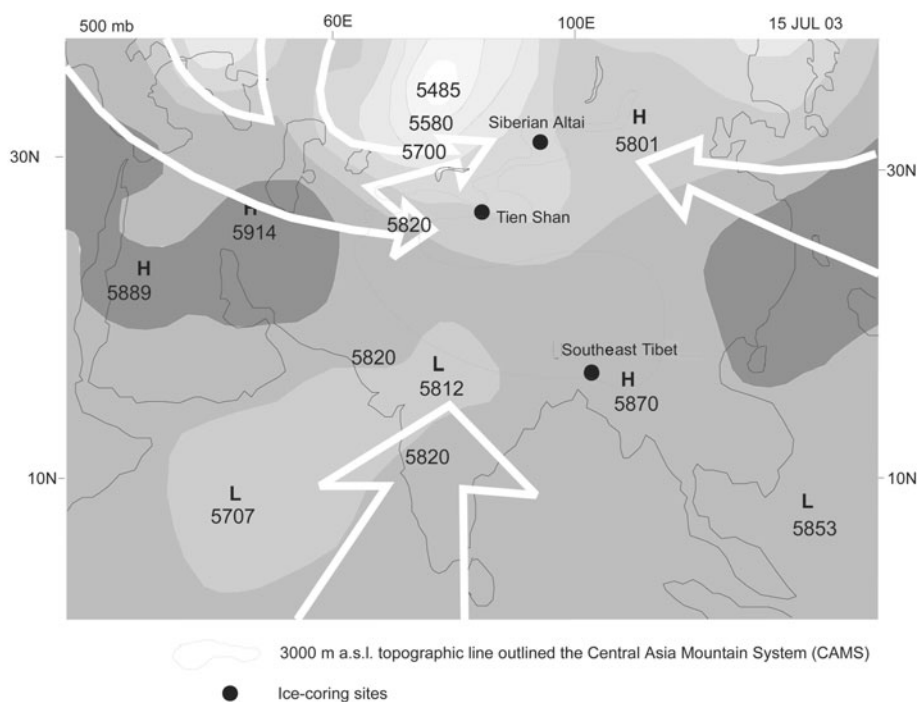 500 mb
60E
100E
15 JUL 03
5485
5580
Siberian Altai
H
5801
5700
30N
30N
H
5914
5820
Tien Shan
H
5889
5820
L
5812
Southeast Tibet
H
5870
5820
10N
10N
L
5707
L
5853
3000 m a.s.l. topographic line outlined the Central Asia Mountain System (CAMS)
Ice-coring sites